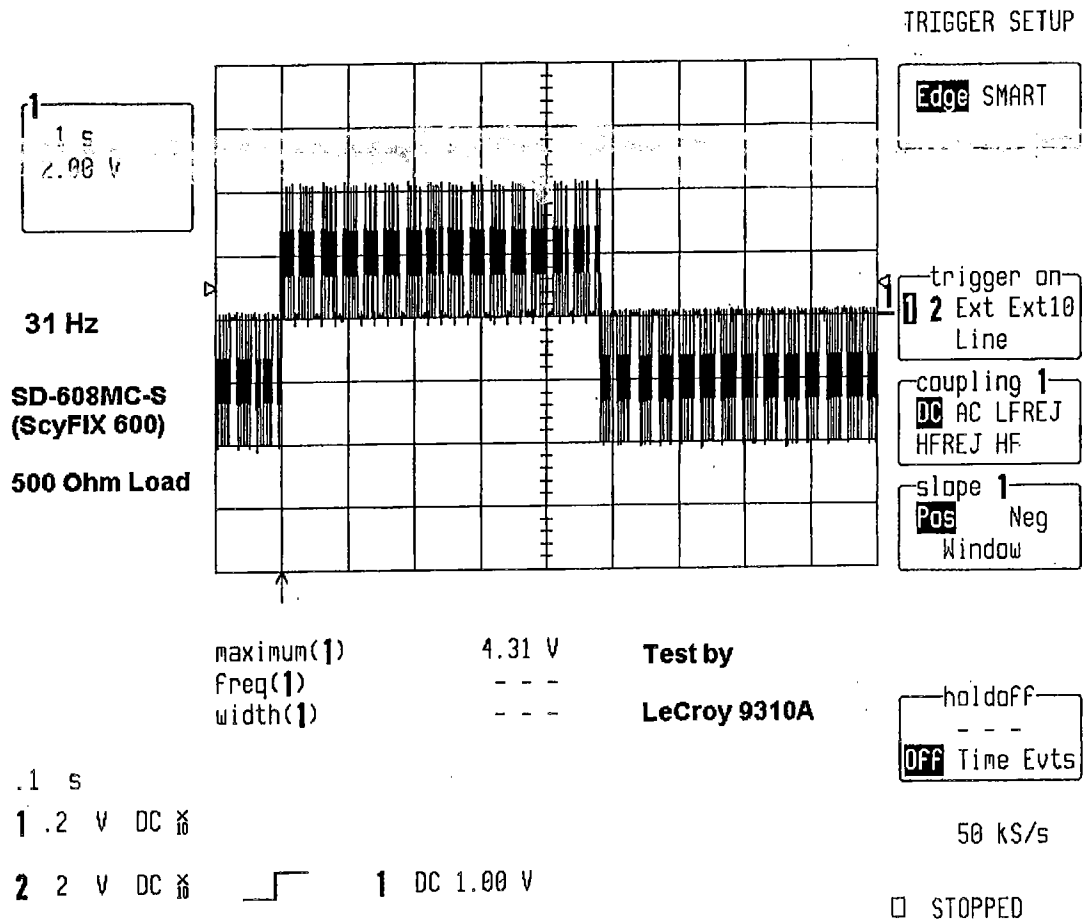 TRIGGER SETUP
Edge SMART
1
.1 s
2.00 V
31 Hz
SD-608MC-S
(ScyFIX 600)
500 Ohm Load
1
trigger on
1 2 Ext Ext10
Line
coupling 1
DC AC LFREJ
HFREJ HF
slope 1
Pos Neg
Window
maximum(1) 4.31 V
freq(1) - - -
width(1) - - -
Test by
LeCroy 9310A
holdoff
- - -
Off Time Evts
.1 s
1 .2 V DC X10
2 2 V DC X10
1 DC 1.00 V
50 kS/s
□ STOPPED